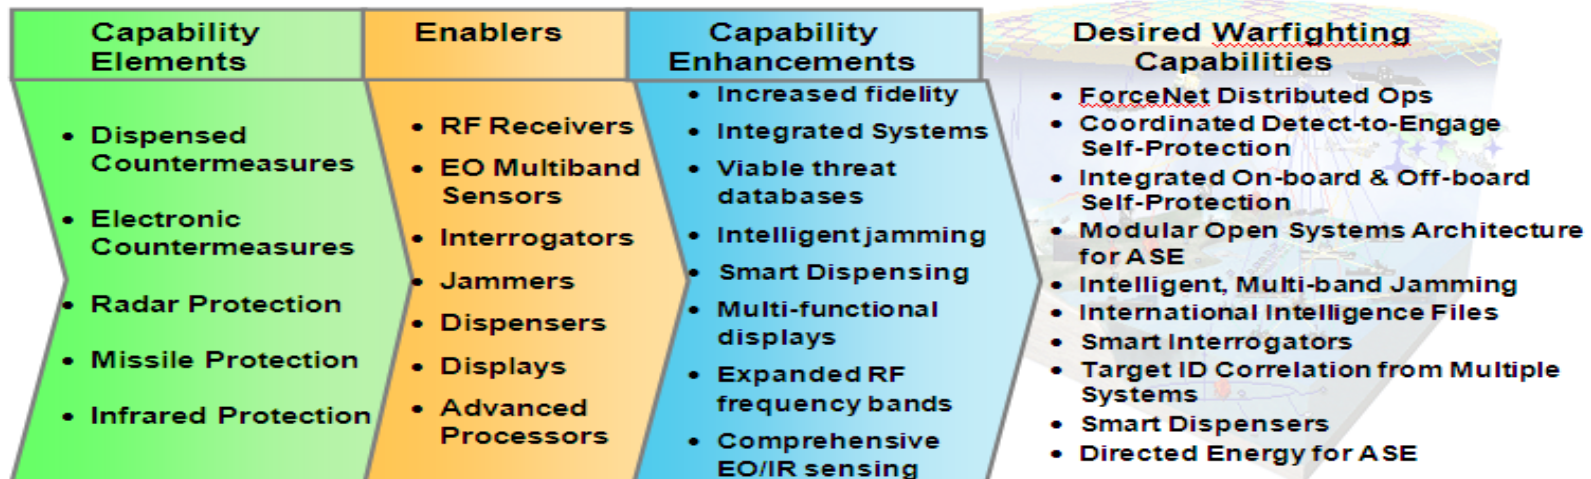 Capability
Elements
• Dispensed
Countermeasures
• Electronic
Countermeasures
• Radar Protection
• Missile Protection
• Infrared Protection
Enablers
• RF Receivers
• EO Multiband
Sensors
• Interrogators
• Jammers
• Dispensers
• Displays
• Advanced
Processors
Capability
Enhancements
• Increased fidelity
• Integrated Systems
• Viable threat
databases
• Intelligent jamming
• Smart Dispensing
• Multi-functional
displays
• Expanded RF
frequency bands
• Comprehensive
EO/IR sensing
Desired Warfighting
Capabilities
• ForceNet Distributed Ops
• Coordinated Detect-to-Engage
Self-Protection
• Integrated On-board & Off-board
Self-Protection
• Modular Open Systems Architecture
for ASE
• Intelligent, Multi-band Jamming
• International Intelligence Files
• Smart Interrogators
• Target ID Correlation from Multiple
Systems
• Smart Dispensers
• Directed Energy for ASE